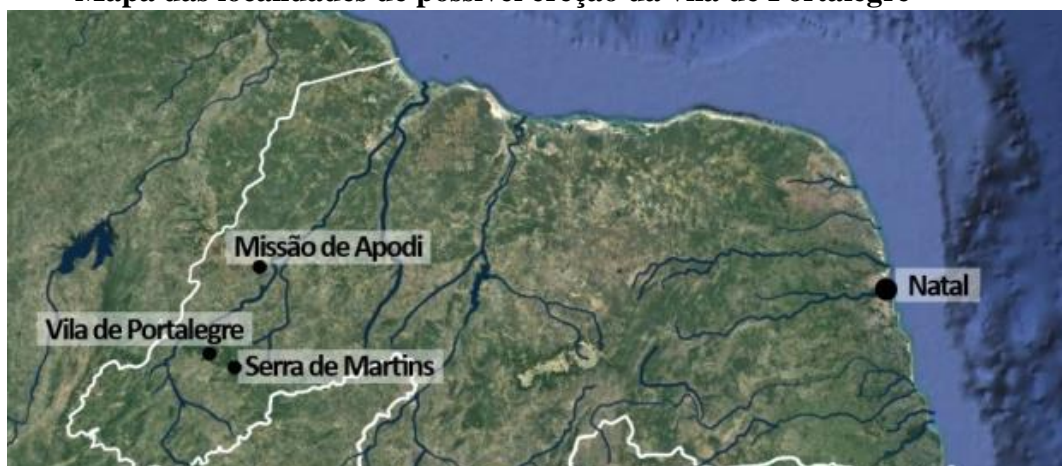 Mapa das localidades de possível ereção da Vila de Portalegre
Missão de Apodi
Natal
Vila de Portalegre
Serra de Martins